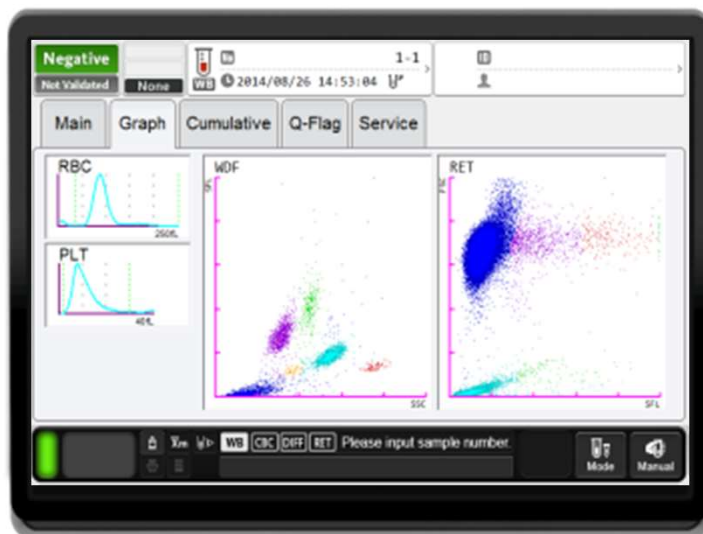 Negative
Not Validated
None
WB
1-1
2014/08/26 14:53:04
Main
Graph
Cumulative
Q-Flag
Service
RBC
250fL
PLT
40fL
WDF
SSC
RET
SFL
WB CBC DIFF RET Please input sample number.
Mode
Manual